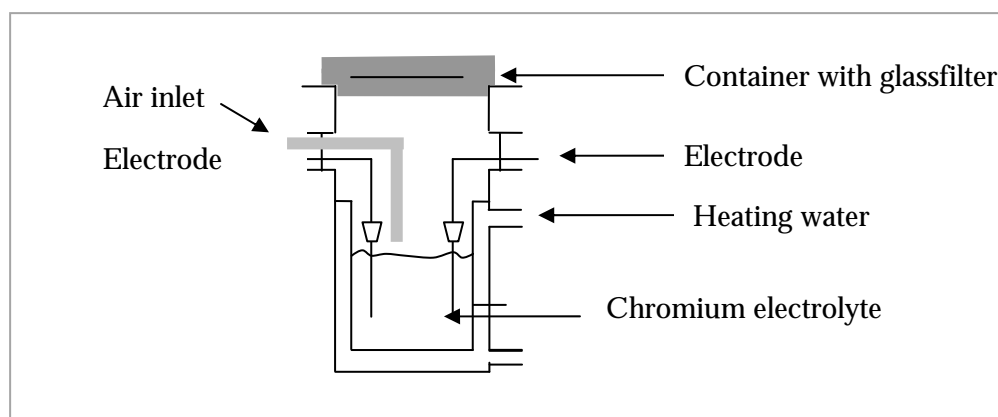 Container with glassfilter
Air inlet
Electrode
Electrode
Heating water
Chromium electrolyte